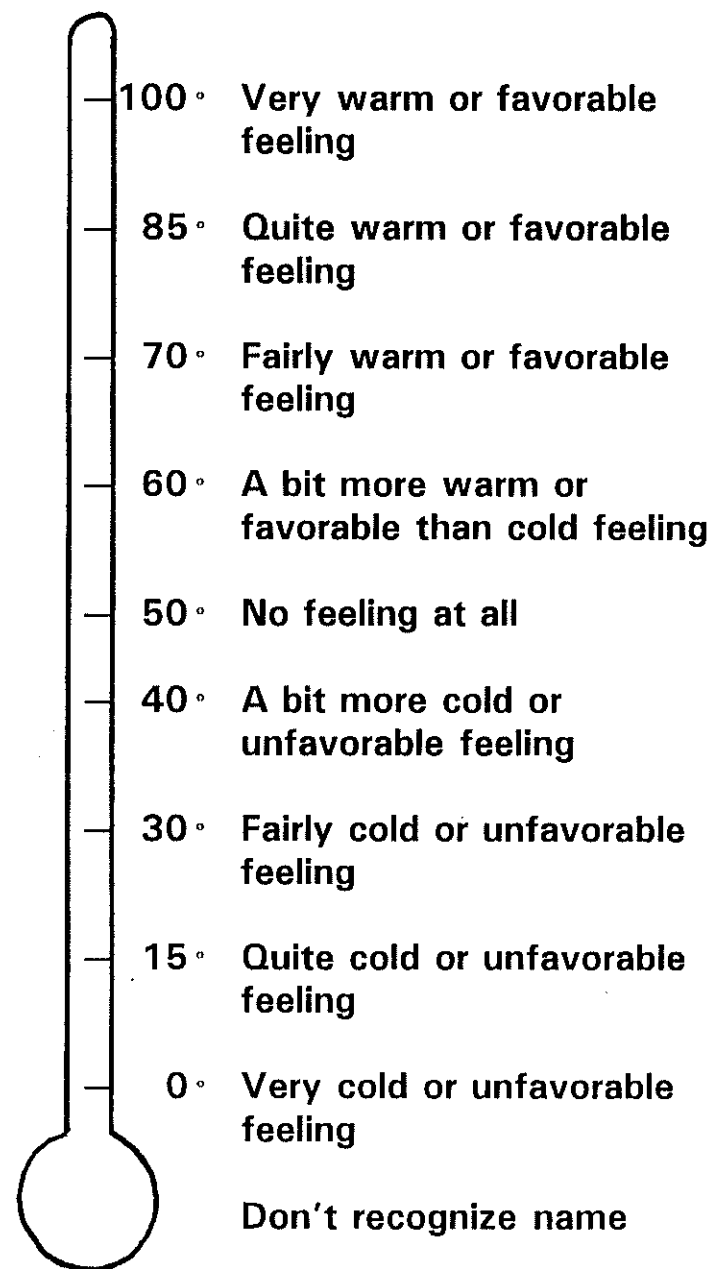 100° Very warm or favorable
feeling
85° Quite warm or favorable
feeling
70° Fairly warm or favorable
feeling
60° A bit more warm or
favorable than cold feeling
50° No feeling at all
40° A bit more cold or
unfavorable feeling
30° Fairly cold or unfavorable
feeling
15° Quite cold or unfavorable
feeling
0° Very cold or unfavorable
feeling
Don't recognize name